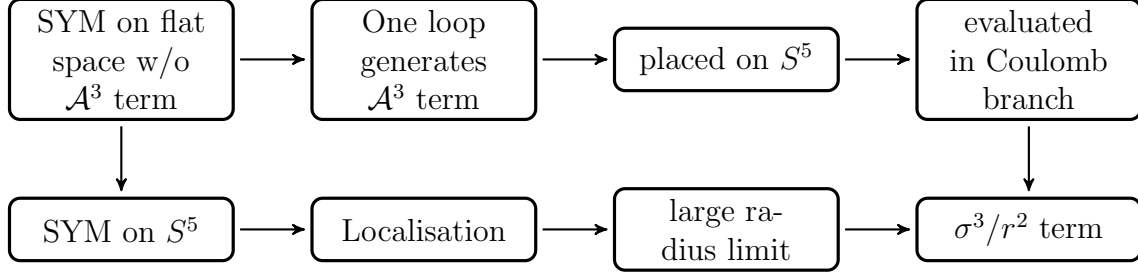 SYM on flat
space w/o
𝒜³ term
One loop
generates
𝒜³ term
placed on S⁵
evaluated
in Coulomb
branch
SYM on S⁵
Localisation
large ra-
dius limit
σ³/r² term